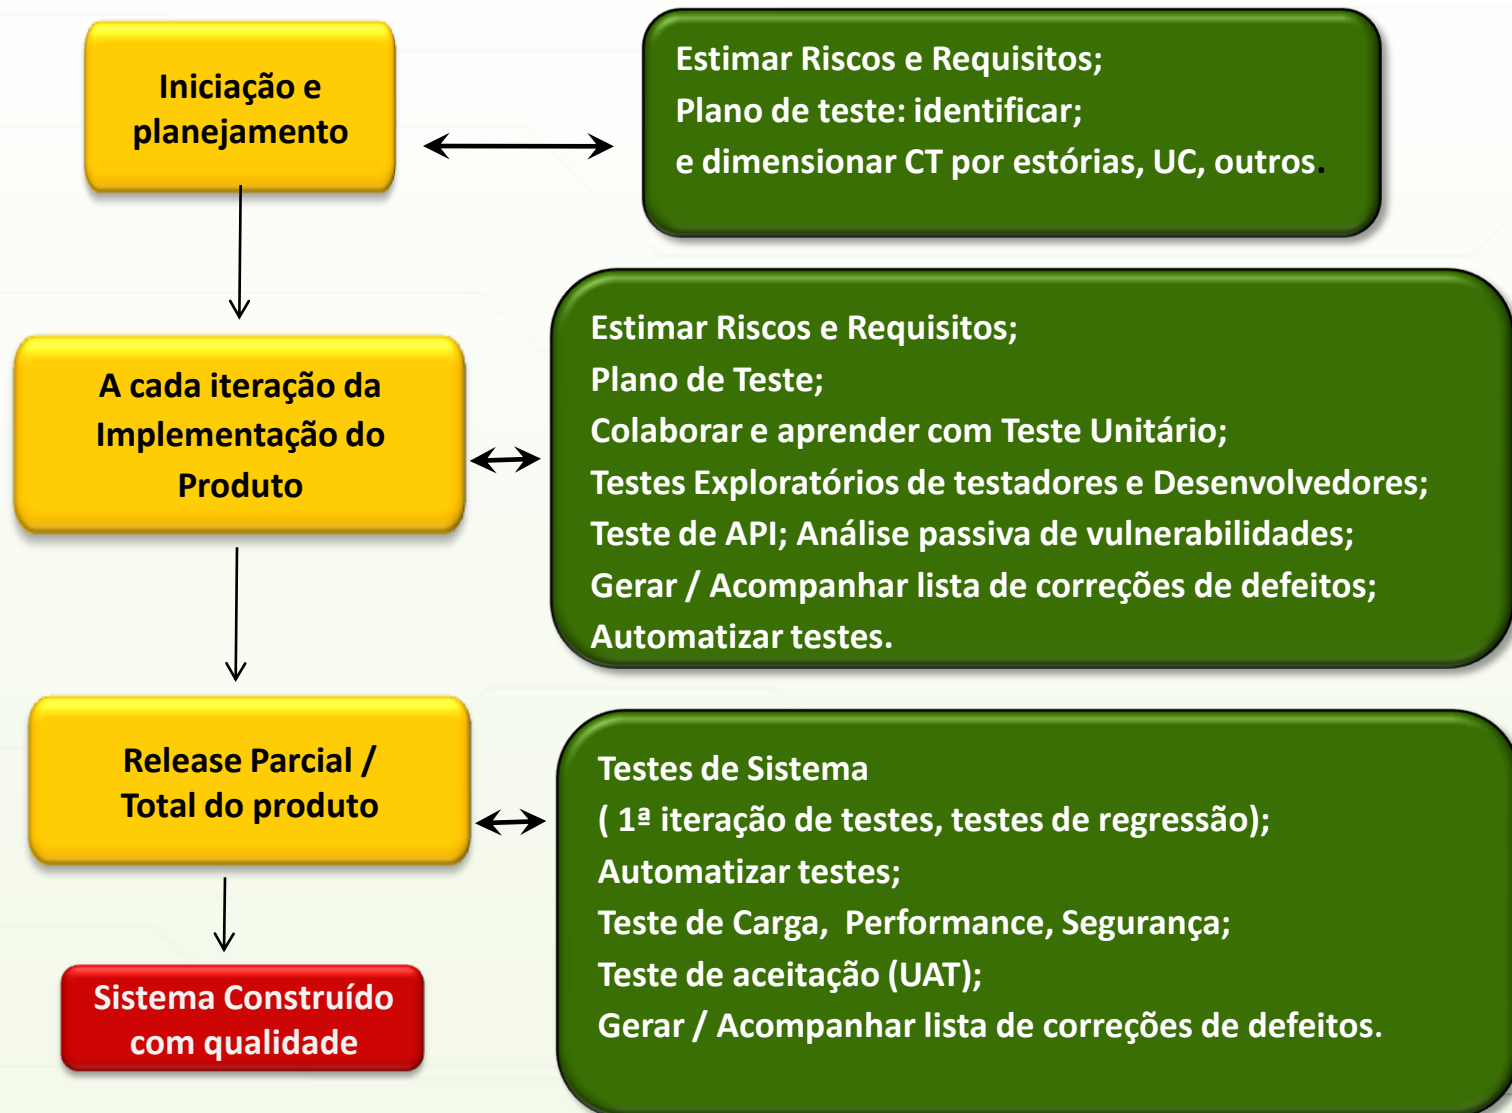 Iniciação e
planejamento
Estimar Riscos e Requisitos;
Plano de teste: identificar;
e dimensionar CT por estórias, UC, outros.
A cada iteração da
Implementação do
Produto
Estimar Riscos e Requisitos;
Plano de Teste;
Colaborar e aprender com Teste Unitário;
Testes Exploratórios de testadores e Desenvolvedores;
Teste de API; Análise passiva de vulnerabilidades;
Gerar / Acompanhar lista de correções de defeitos;
Automatizar testes.
Release Parcial /
Total do produto
Testes de Sistema
( 1ª iteração de testes, testes de regressão);
Automatizar testes;
Teste de Carga,  Performance, Segurança;
Teste de aceitação (UAT);
Gerar / Acompanhar lista de correções de defeitos.
Sistema Construído
com qualidade